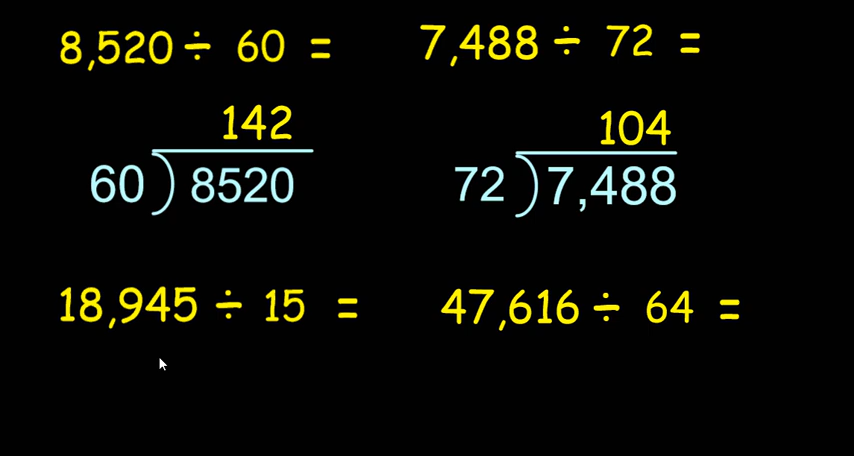 8,520 ÷ 60 =
7,488 ÷ 72 =
142
60 ) 8520
104
72 ) 7,488
18,945 ÷ 15 =
47,616 ÷ 64 =